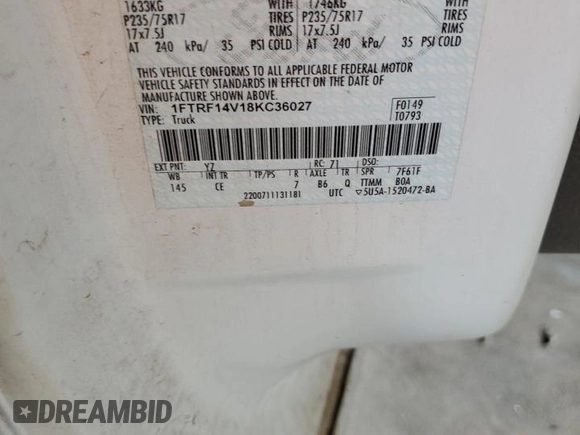 1633KG WITH 1746KG WITH
P235/75R17 TIRES P235/75R17 TIRES
17x7.5J RIMS 17x7.5J RIMS
AT 240 kPa/ 35 PSI COLD AT 240 kPa/ 35 PSI COLD
THIS VEHICLE CONFORMS TO ALL APPLICABLE FEDERAL MOTOR
VEHICLE SAFETY STANDARDS IN EFFECT ON THE DATE OF
MANUFACTURE SHOWN ABOVE.
VIN: 1FTRF14V18KC36027 F0149
TYPE: Truck T0793
EXT PNT: YZ RC: 71 DSO:
WB INT TR TP/PS R AXLE TR SPR 7F61F
145 CE 7 B6 Q TTMM BOA
2200711131181 UTC ▽5U5A-1520472-BA
DREAMBID